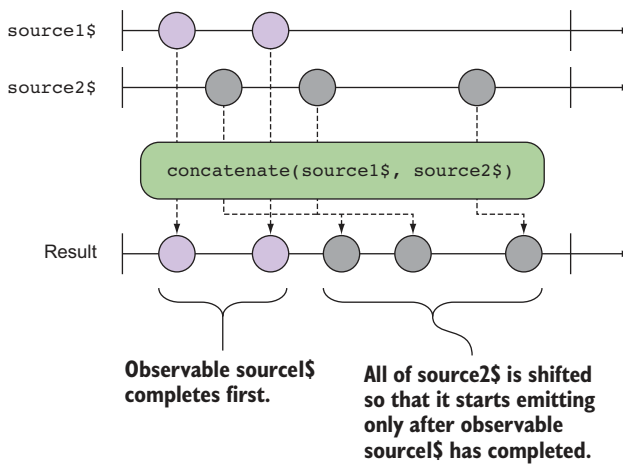 source1$
source2$
concatenate(source1$, source2$)
Result
Observable source1$
completes first.
All of source2$ is shifted
so that it starts emitting
only after observable
source1$ has completed.